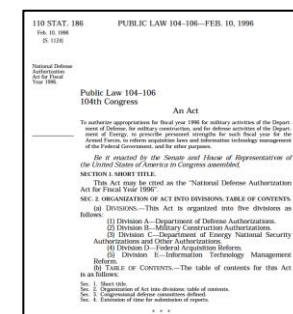 110 STAT. 186 PUBLIC LAW 104–106—FEB. 10, 1996
Feb. 10, 1996
[S. 1124]
National Defense
Authorization
Act for Fiscal
Year 1996.
Public Law 104–106
104th Congress
An Act
To authorize appropriations for fiscal year 1996 for military activities of the Depart-
ment of Defense, for military construction, and for defense activities of the Depart-
ment of Energy, to prescribe personnel strengths for such fiscal year for the
Armed Forces, to reform acquisition laws and information technology management
of the Federal Government, and for other purposes.
Be it enacted by the Senate and House of Representatives of
the United States of America in Congress assembled,
SECTION 1. SHORT TITLE.
This Act may be cited as the “National Defense Authorization
Act for Fiscal Year 1996”.
SEC. 2. ORGANIZATION OF ACT INTO DIVISIONS; TABLE OF CONTENTS.
(a) DIVISIONS.—This Act is organized into five divisions as
follows:
(1) Division A—Department of Defense Authorizations.
(2) Division B—Military Construction Authorizations.
(3) Division C—Department of Energy National Security
Authorizations and Other Authorizations.
(4) Division D—Federal Acquisition Reform.
(5) Division E—Information Technology Management
Reform.
(b) TABLE OF CONTENTS.—The table of contents for this Act
is as follows:
Sec. 1. Short title.
Sec. 2. Organization of Act into divisions; table of contents.
Sec. 3. Congressional defense committees defined.
Sec. 4. Extension of time for submission of reports.
* * *